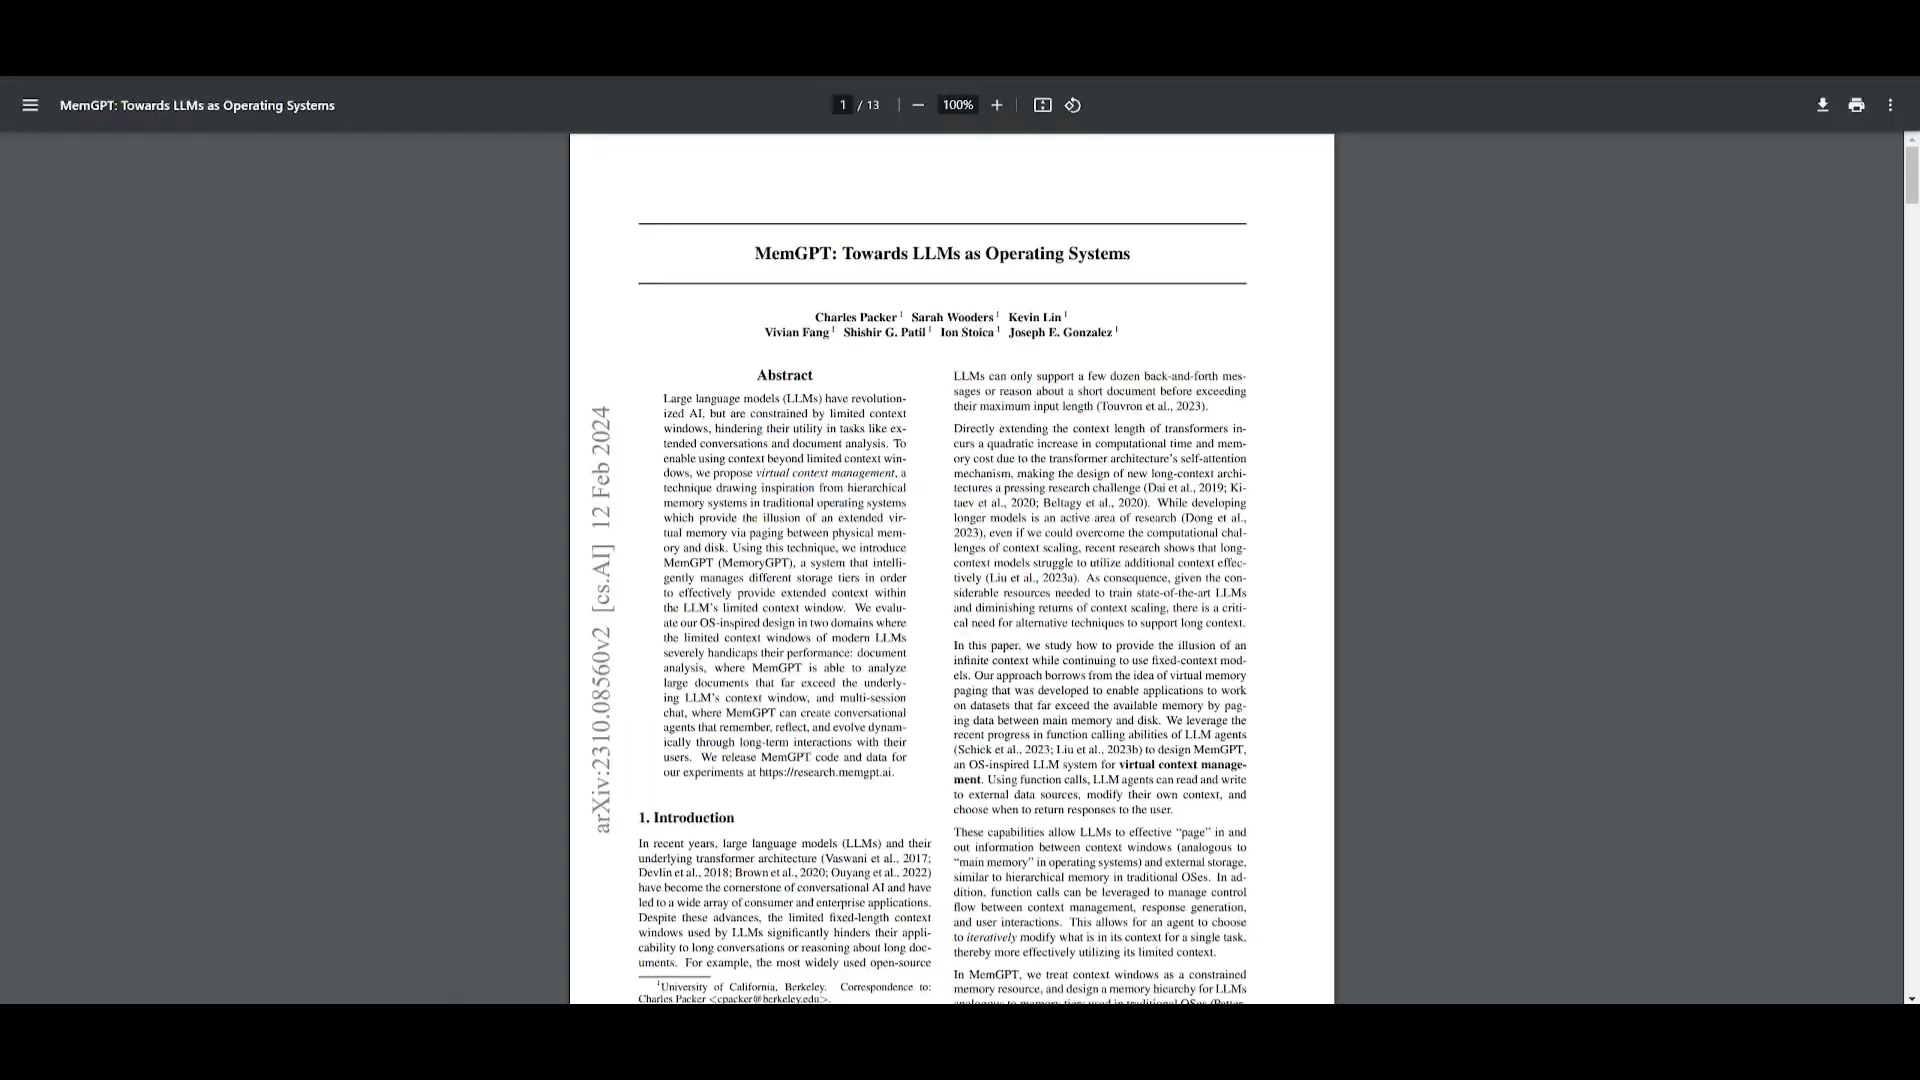 MemGPT: Towards LLMs as Operating Systems
1 / 13
100%
MemGPT: Towards LLMs as Operating Systems
Charles Packer 1 Sarah Wooders 1 Kevin Lin 1
Vivian Fang 1 Shishir G. Patil 1 Ion Stoica 1 Joseph E. Gonzalez 1
arXiv:2310.08560v2 [cs.AI] 12 Feb 2024
Abstract
Large language models (LLMs) have revolution-
ized AI, but are constrained by limited context
windows, hindering their utility in tasks like ex-
tended conversations and document analysis. To
enable using context beyond limited context win-
dows, we propose virtual context management, a
technique drawing inspiration from hierarchical
memory systems in traditional operating systems
which provide the illusion of an extended vir-
tual memory via paging between physical mem-
ory and disk. Using this technique, we introduce
MemGPT (MemoryGPT), a system that intelli-
gently manages different storage tiers in order
to effectively provide extended context within
the LLM's limited context window. We evalu-
ate our OS-inspired design in two domains where
the limited context windows of modern LLMs
severely handicaps their performance: document
analysis, where MemGPT is able to analyze
large documents that far exceed the underly-
ing LLM's context window, and multi-session
chat, where MemGPT can create conversational
agents that remember, reflect, and evolve dynam-
ically through long-term interactions with their
users. We release MemGPT code and data for
our experiments at https://research.memgpt.ai.
1. Introduction
In recent years, large language models (LLMs) and their
underlying transformer architecture (Vaswani et al., 2017;
Devlin et al., 2018; Brown et al., 2020; Ouyang et al., 2022)
have become the cornerstone of conversational AI and have
led to a wide array of consumer and enterprise applications.
Despite these advances, the limited fixed-length context
windows used by LLMs significantly hinders their appli-
cability to long conversations or reasoning about long doc-
uments. For example, the most widely used open-source
1University of California, Berkeley. Correspondence to:
Charles Packer <cpacker@berkeley.edu>.
LLMs can only support a few dozen back-and-forth mes-
sages or reason about a short document before exceeding
their maximum input length (Touvron et al., 2023).
Directly extending the context length of transformers in-
curs a quadratic increase in computational time and mem-
ory cost due to the transformer architecture's self-attention
mechanism, making the design of new long-context archi-
tectures a pressing research challenge (Dai et al., 2019; Ki-
taev et al., 2020; Beltagy et al., 2020). While developing
longer models is an active area of research (Dong et al.,
2023), even if we could overcome the computational chal-
lenges of context scaling, recent research shows that long-
context models struggle to utilize additional context effec-
tively (Liu et al., 2023a). As consequence, given the con-
siderable resources needed to train state-of-the-art LLMs
and diminishing returns of context scaling, there is a criti-
cal need for alternative techniques to support long context.
In this paper, we study how to provide the illusion of an
infinite context while continuing to use fixed-context mod-
els. Our approach borrows from the idea of virtual memory
paging that was developed to enable applications to work
on datasets that far exceed the available memory by pag-
ing data between main memory and disk. We leverage the
recent progress in function calling abilities of LLM agents
(Schick et al., 2023; Liu et al., 2023b) to design MemGPT,
an OS-inspired LLM system for virtual context manage-
ment. Using function calls, LLM agents can read and write
to external data sources, modify their own context, and
choose when to return responses to the user.
These capabilities allow LLMs to effective “page” in and
out information between context windows (analogous to
“main memory” in operating systems) and external storage,
similar to hierarchical memory in traditional OSes. In ad-
dition, function calls can be leveraged to manage control
flow between context management, response generation,
and user interactions. This allows for an agent to choose
to iteratively modify what is in its context for a single task,
thereby more effectively utilizing its limited context.
In MemGPT, we treat context windows as a constrained
memory resource, and design a memory hiearchy for LLMs